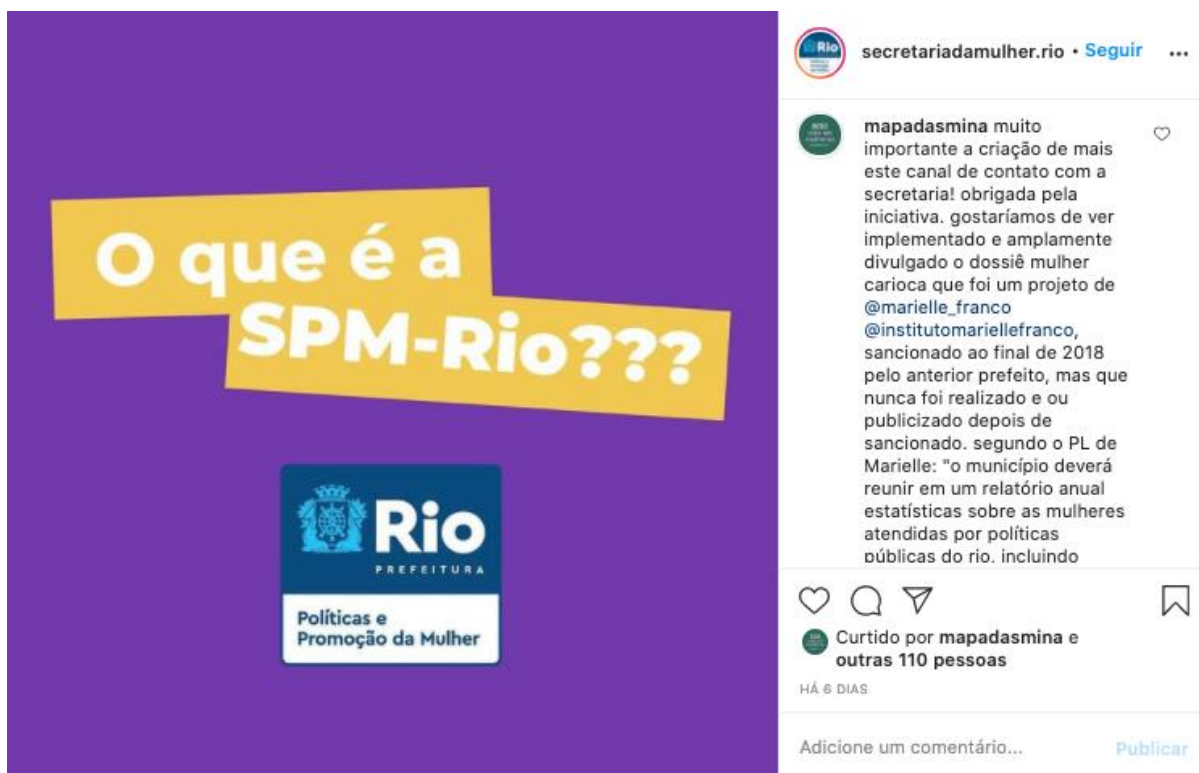 O que é a
SPM-Rio???
Rio
PREFEITURA
Políticas e
Promoção da Mulher
Rio
secretariadamulher.rio • Seguir ...
mapadasmina muito
importante a criação de mais
este canal de contato com a
secretaria! obrigada pela
iniciativa. gostaríamos de ver
implementado e amplamente
divulgado o dossiê mulher
carioca que foi um projeto de
@marielle_franco
@institutomariellefranco,
sancionado ao final de 2018
pelo anterior prefeito, mas que
nunca foi realizado e ou
publicizado depois de
sancionado. segundo o PL de
Marielle: "o município deverá
reunir em um relatório anual
estatísticas sobre as mulheres
atendidas por políticas
públicas do rio. incluindo
Curtido por mapadasmina e
outras 110 pessoas
HÁ 6 DIAS
Adicione um comentário... Publicar